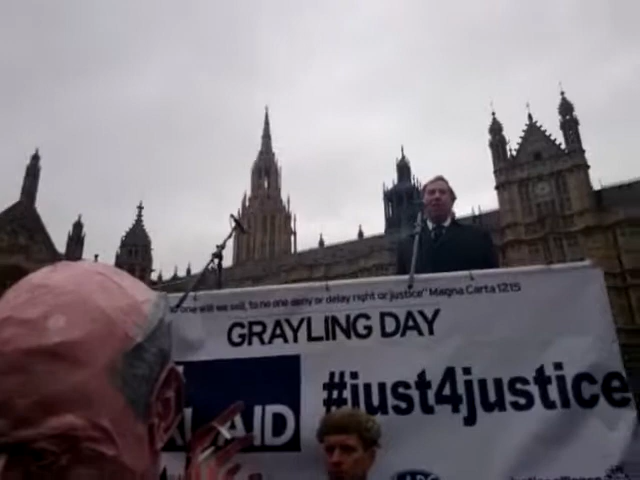 one will we sell, to no one deny or delay right or justice" Magna Carta 1215
GRAYLING DAY
AID
#just4justice